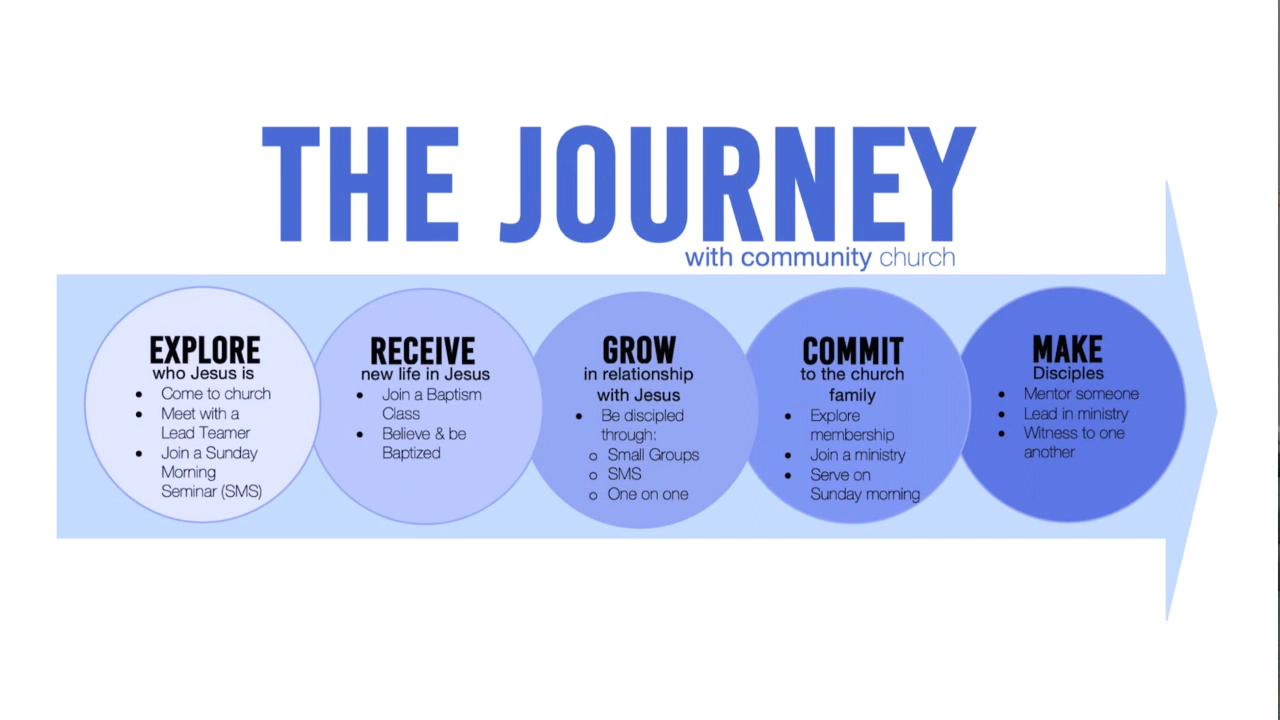 THE JOURNEY
with community church
EXPLORE
who Jesus is
• Come to church
• Meet with a
Lead Teamer
• Join a Sunday
Morning
Seminar (SMS)
RECEIVE
new life in Jesus
• Join a Baptism
Class
• Believe & be
Baptized
GROW
in relationship
with Jesus
• Be discipled
through:
o Small Groups
o SMS
o One on one
COMMIT
to the church
family
• Explore
membership
• Join a ministry
• Serve on
Sunday morning
MAKE
Disciples
• Mentor someone
• Lead in ministry
• Witness to one
another